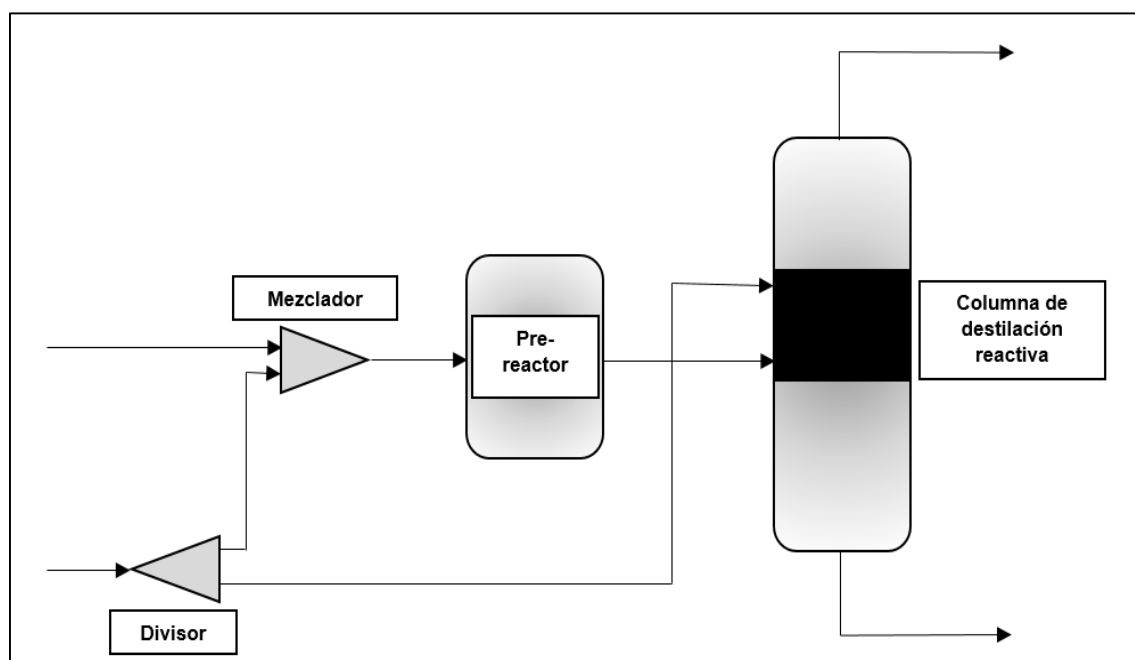 Mezclador
Pre-
reactor
Columna de
destilación
reactiva
Divisor